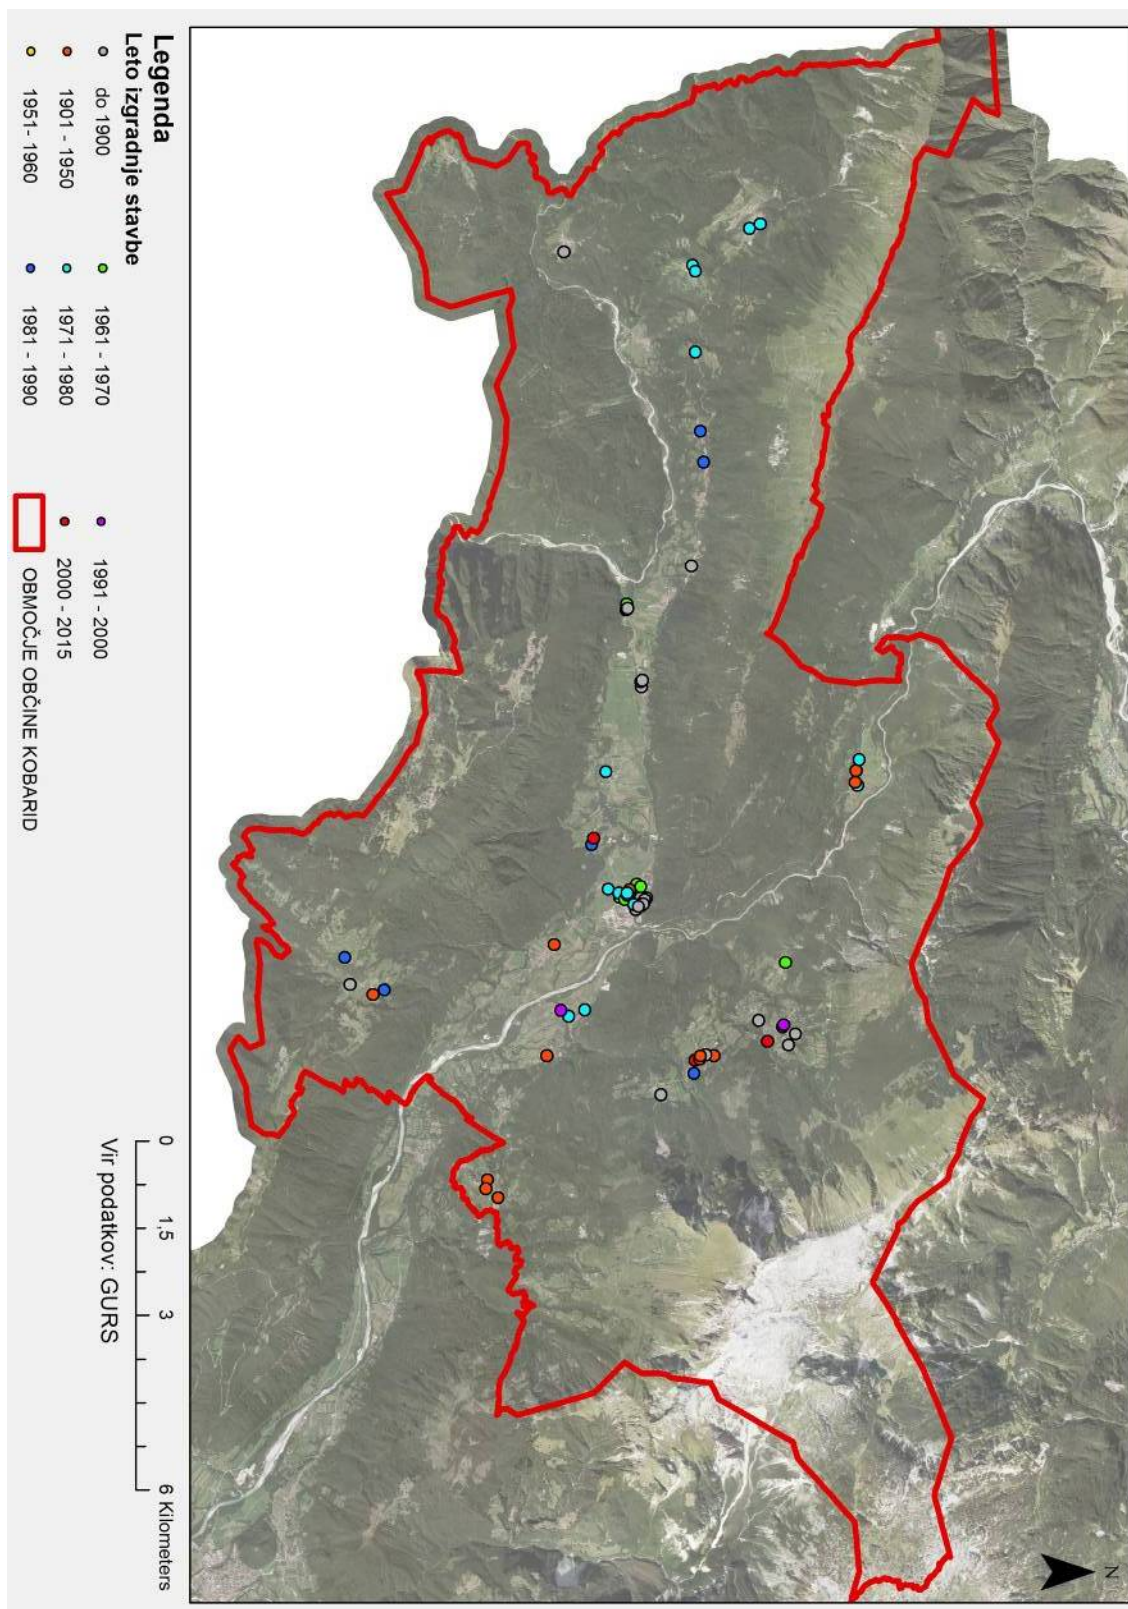 N
Legenda
Leto izgradnje stavbe
do 1900
1901 - 1950
1951- 1960
1961 - 1970
1971 - 1980
1981 - 1990
1991 - 2000
2000 - 2015
OBMOČJE OBČINE KOBARID
0 1,5 3 6 Kilometers
Vir podatkov: GURS